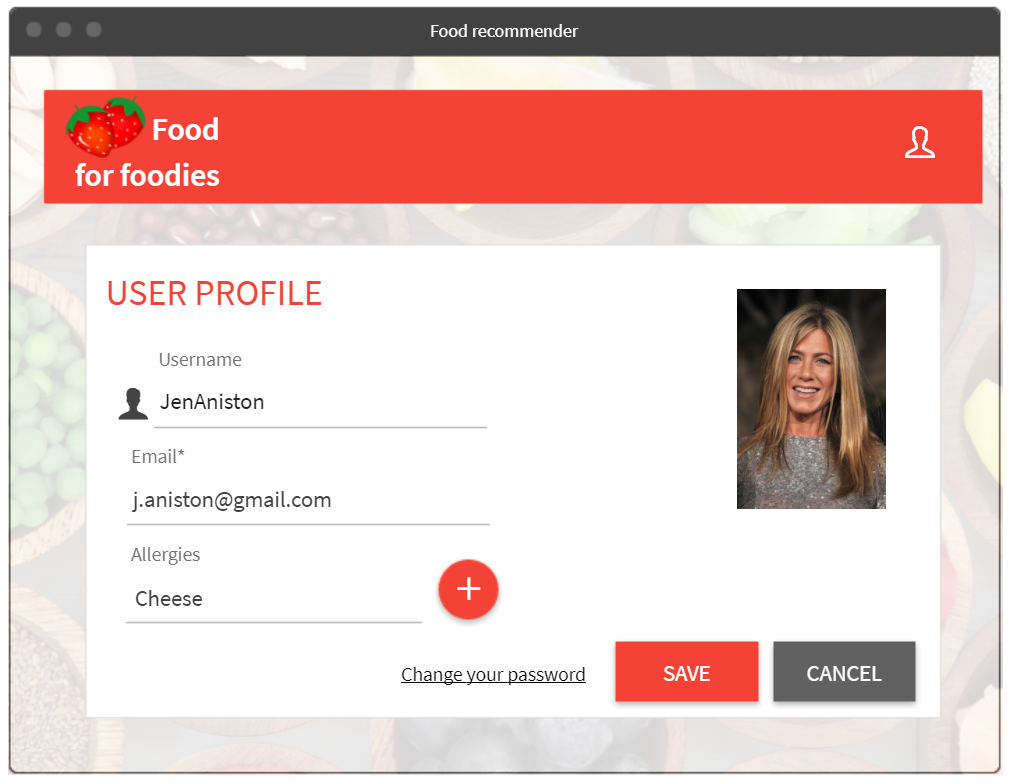 Food recommender
Food
for foodies
USER PROFILE
Username
JenAniston
Email*
j.aniston@gmail.com
Allergies
Cheese
+
Change your password
SAVE
CANCEL